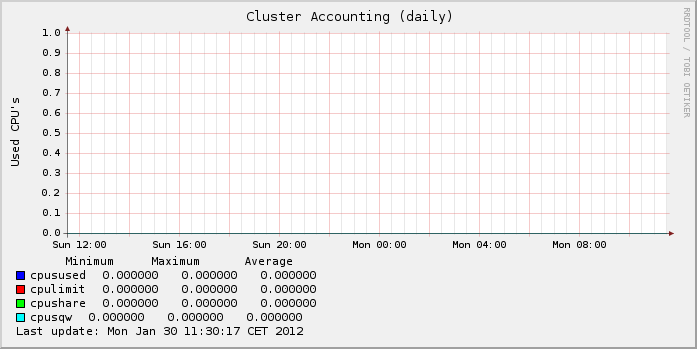 Cluster Accounting (daily)
RRDTOOL / TOBI OETIKER
Used CPU's
1.0
0.9
0.8
0.7
0.6
0.5
0.4
0.3
0.2
0.1
0.0
Sun 12:00 Sun 16:00 Sun 20:00 Mon 00:00 Mon 04:00 Mon 08:00
Minimum Maximum Average
cpusused 0.000000 0.000000 0.000000
cpulimit 0.000000 0.000000 0.000000
cpushare 0.000000 0.000000 0.000000
cpusqw 0.000000 0.000000 0.000000
Last update: Mon Jan 30 11:30:17 CET 2012